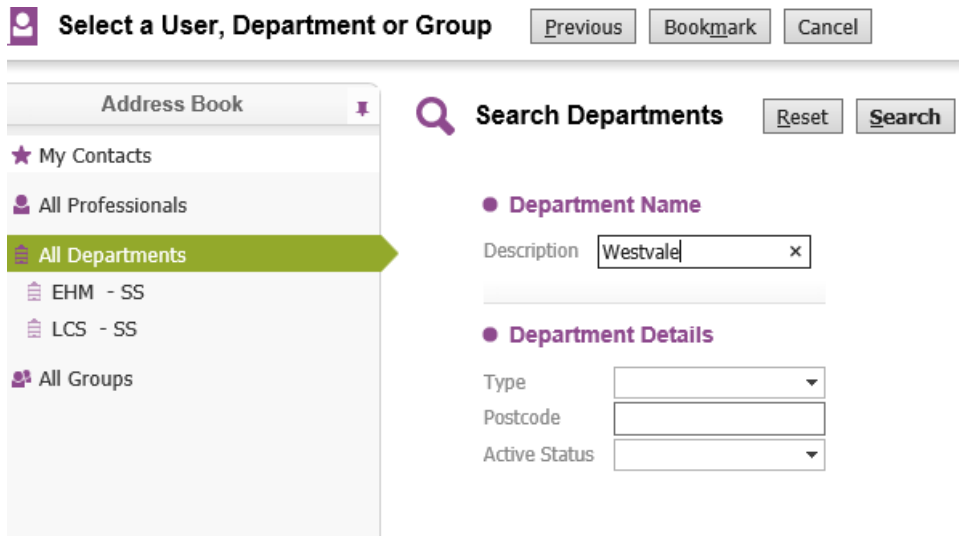 Select a User, Department or Group Previous Bookmark Cancel
Address Book
My Contacts
All Professionals
All Departments
EHM - SS
LCS - SS
All Groups
Search Departments Reset Search
Department Name
Description Westvale ×
Department Details
Type
Postcode
Active Status